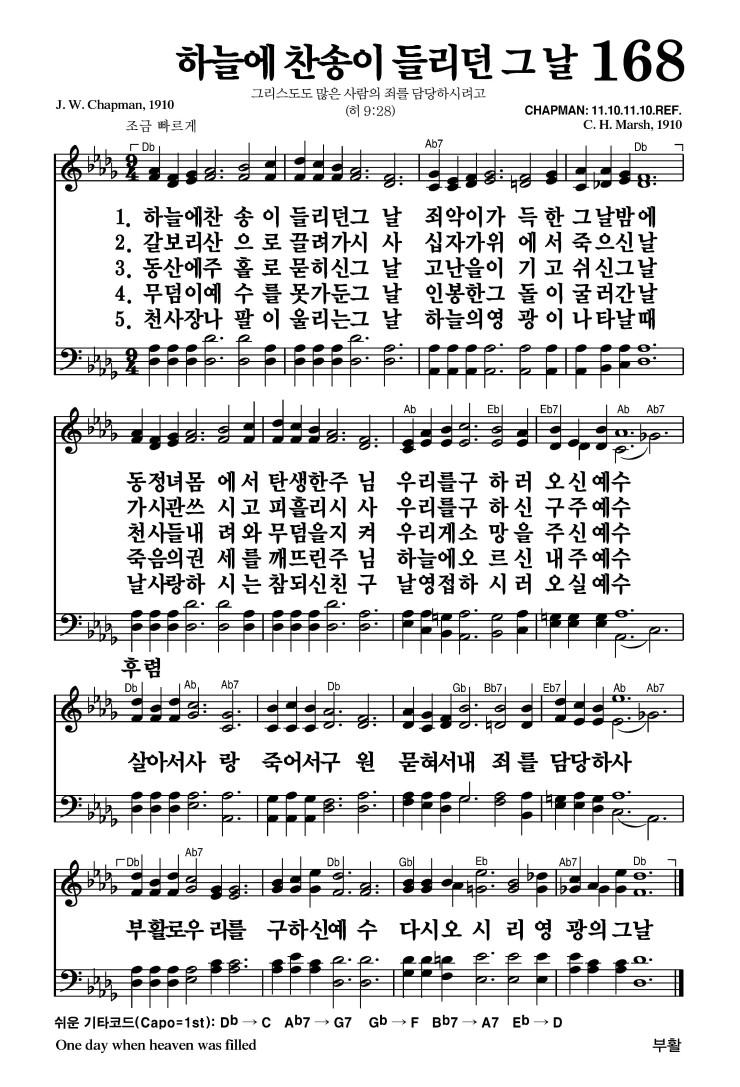 하늘에 찬송이 들리던 그 날 168
그리스도도 많은 사람의 죄를 담당하시려고
J. W. Chapman, 1910
(히 9:28)
CHAPMAN: 11.10.11.10.REF.
조금 빠르게
C. H. Marsh, 1910
Db Ab7 Db
9 4
1. 하늘에찬 송 이 들리던그 날 죄악이가 득 한 그날밤에
2. 갈보리산 으 로 끌려가시 사 십자가위 에 서 죽으신날
3. 동산에주 홀 로 묻히신그 날 고난을이 기 고 쉬신그날
4. 무덤이예 수 를 못가둔그 날 인봉한그 돌 이 굴러간날
5. 천사장나 팔 이 울리는그 날 하늘의영 광 이 나타날때
9 4
Ab Eb Eb7 Ab Ab7
동정녀몸 에 서 탄생한주 님 우리를구 하 러 오신예수
가시관쓰 시 고 피흘리시 사 우리를구 하 신 구주예수
천사들내 려 와 무덤을지 켜 우리게소 망 을 주신예수
죽음의권 세 를 깨뜨린주 님 하늘에오 르 신 내주예수
날사랑하 시 는 참되신친 구 날영접하 시 러 오실예수
후렴
Db Ab Ab7 Db Gb Bb7 Eb7 Ab Ab7
살아서사 랑 죽어서구 원 묻혀서내 죄 를 담당하사
Db Ab7 Db Gb Eb Ab7 Db
부활로우 리를 구하신예 수 다시오 시 리 영 광의그날
쉬운 기타코드(Capo=1st): Db → C Ab7 → G7 Gb → F Bb7 → A7 Eb → D
One day when heaven was filled
부활